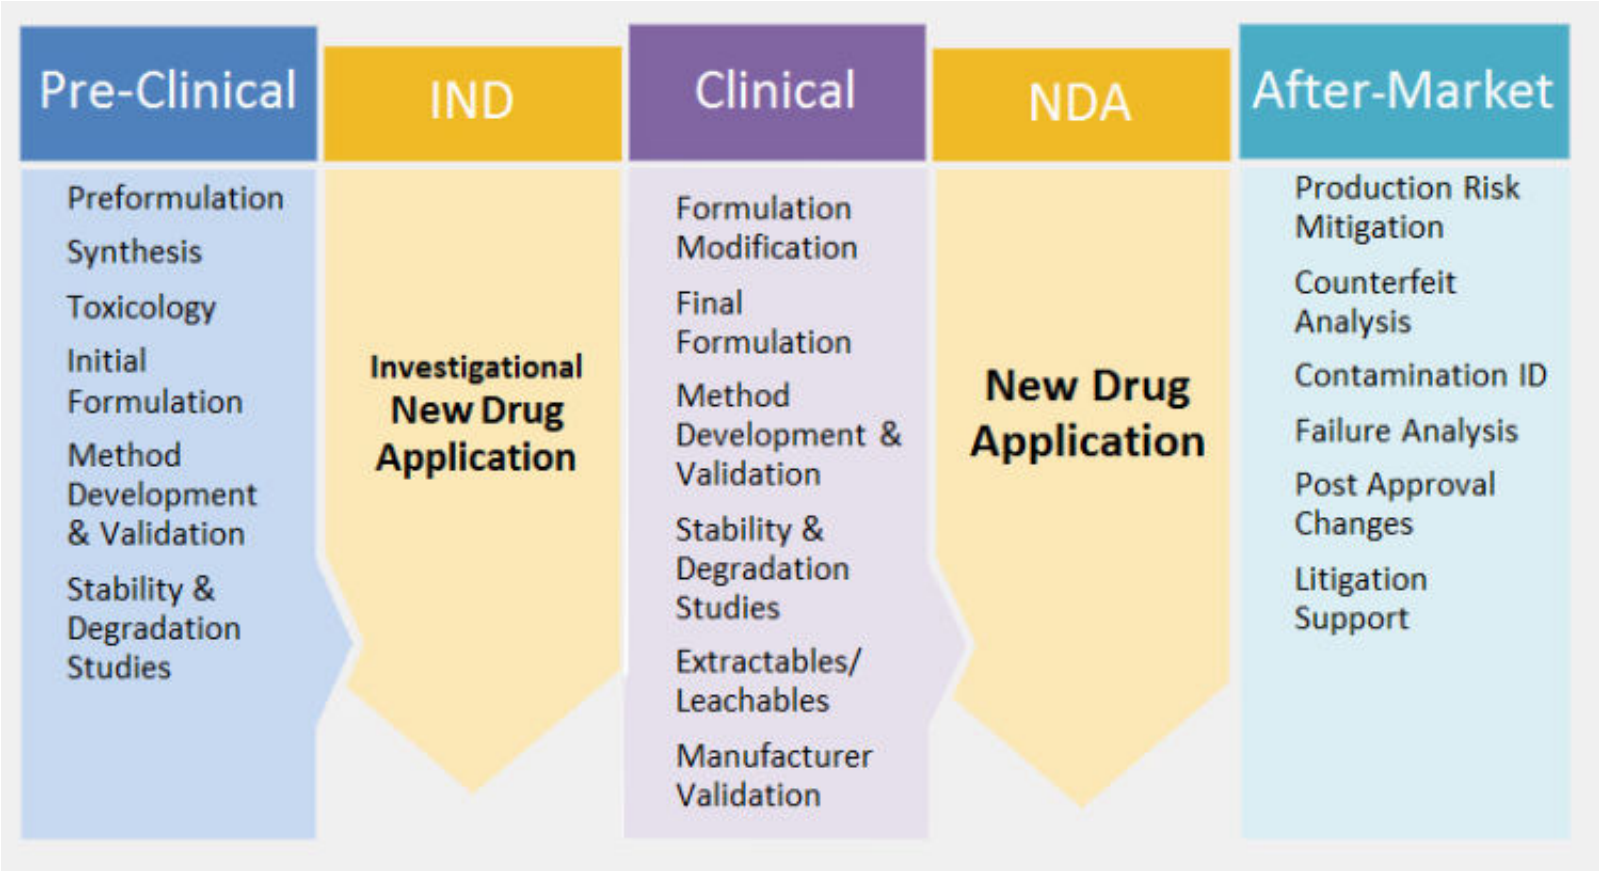 Pre-Clinical
Preformulation
Synthesis
Toxicology
Initial
Formulation
Method
Development
& Validation
Stability &
Degradation
Studies
IND
Investigational
New Drug
Application
Clinical
Formulation
Modification
Final
Formulation
Method
Development &
Validation
Stability &
Degradation
Studies
Extractables/
Leachables
Manufacturer
Validation
NDA
New Drug
Application
After-Market
Production Risk
Mitigation
Counterfeit
Analysis
Contamination ID
Failure Analysis
Post Approval
Changes
Litigation
Support